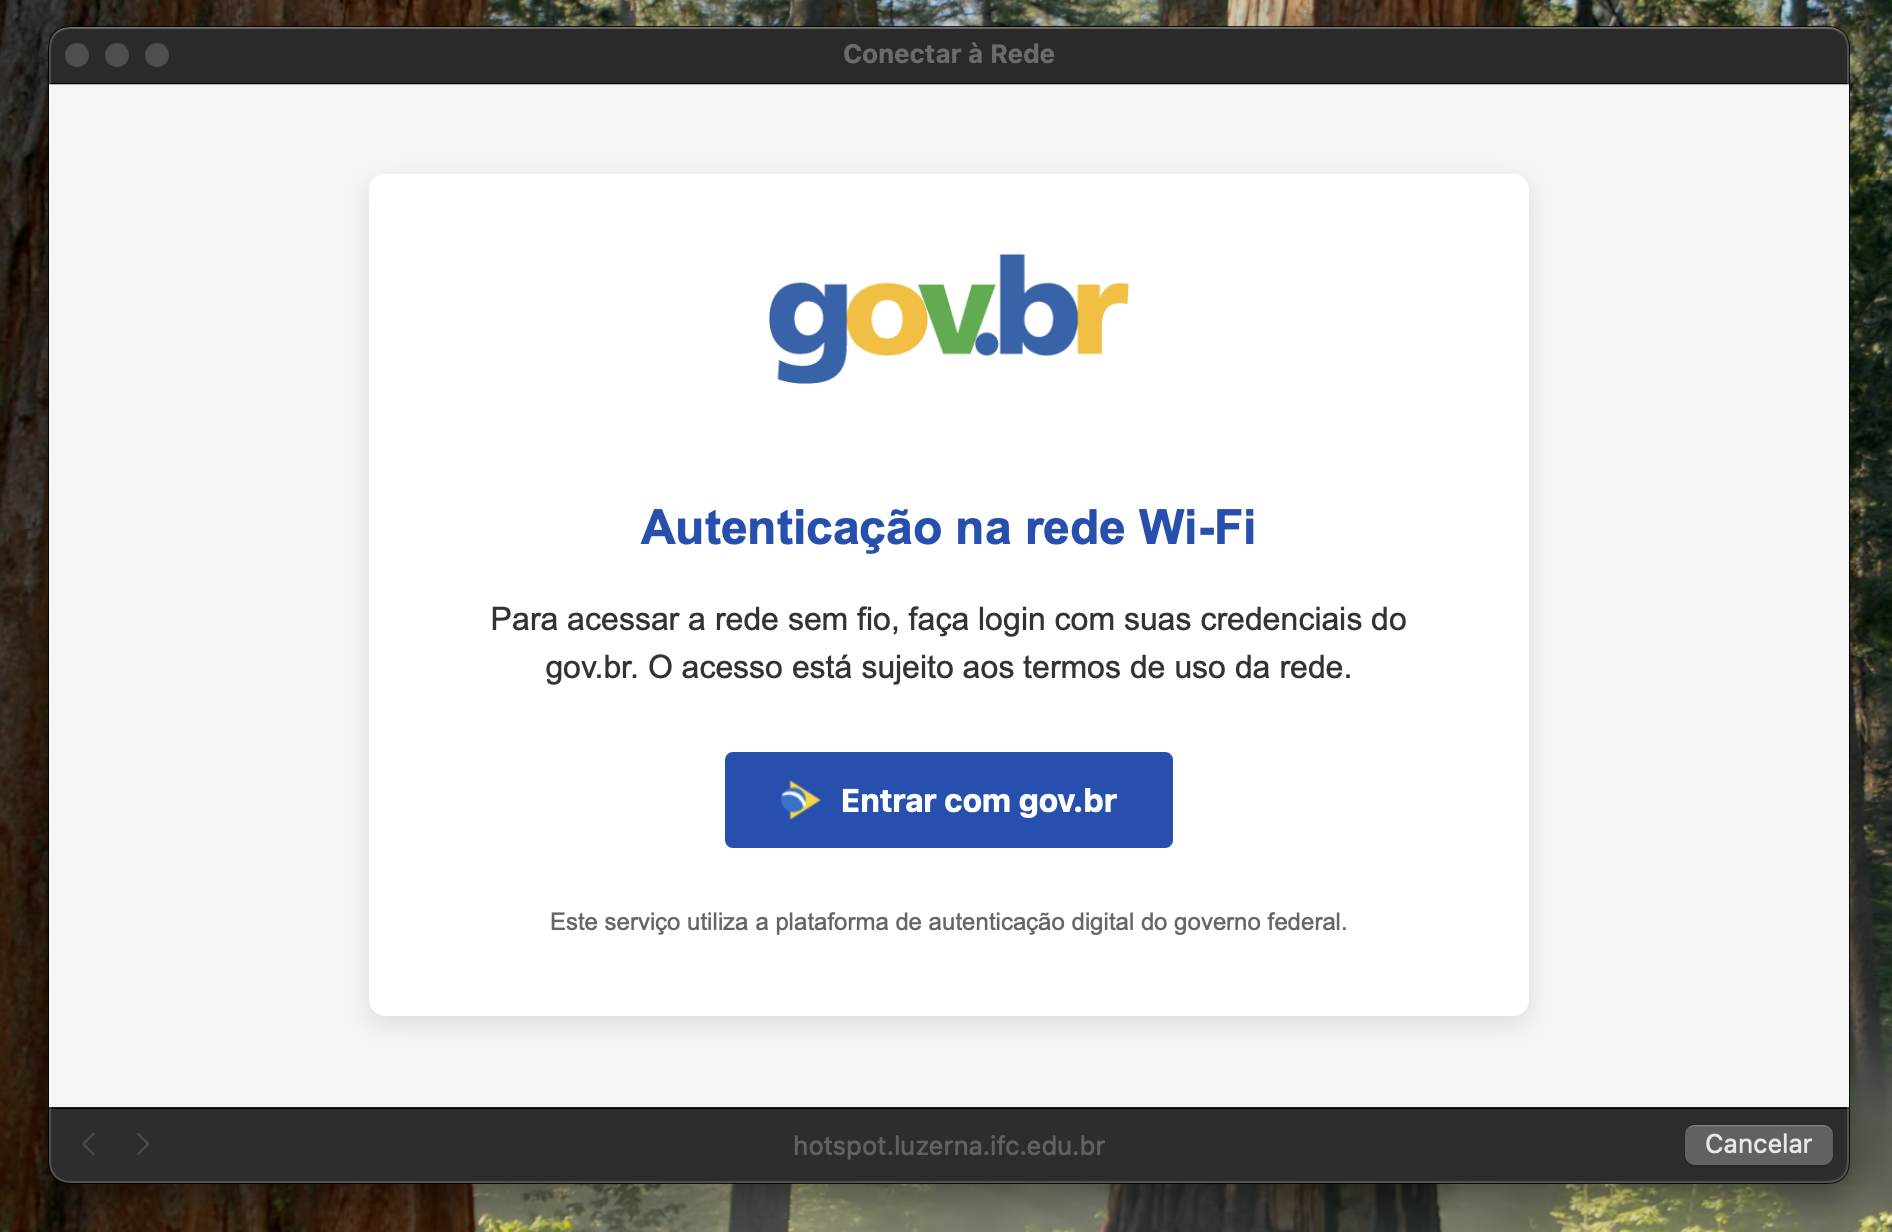 Conectar à Rede
gov.br
Autenticação na rede Wi-Fi
Para acessar a rede sem fio, faça login com suas credenciais do
gov.br. O acesso está sujeito aos termos de uso da rede.
Entrar com gov.br
Este serviço utiliza a plataforma de autenticação digital do governo federal.
hotspot.luzerna.ifc.edu.br
Cancelar